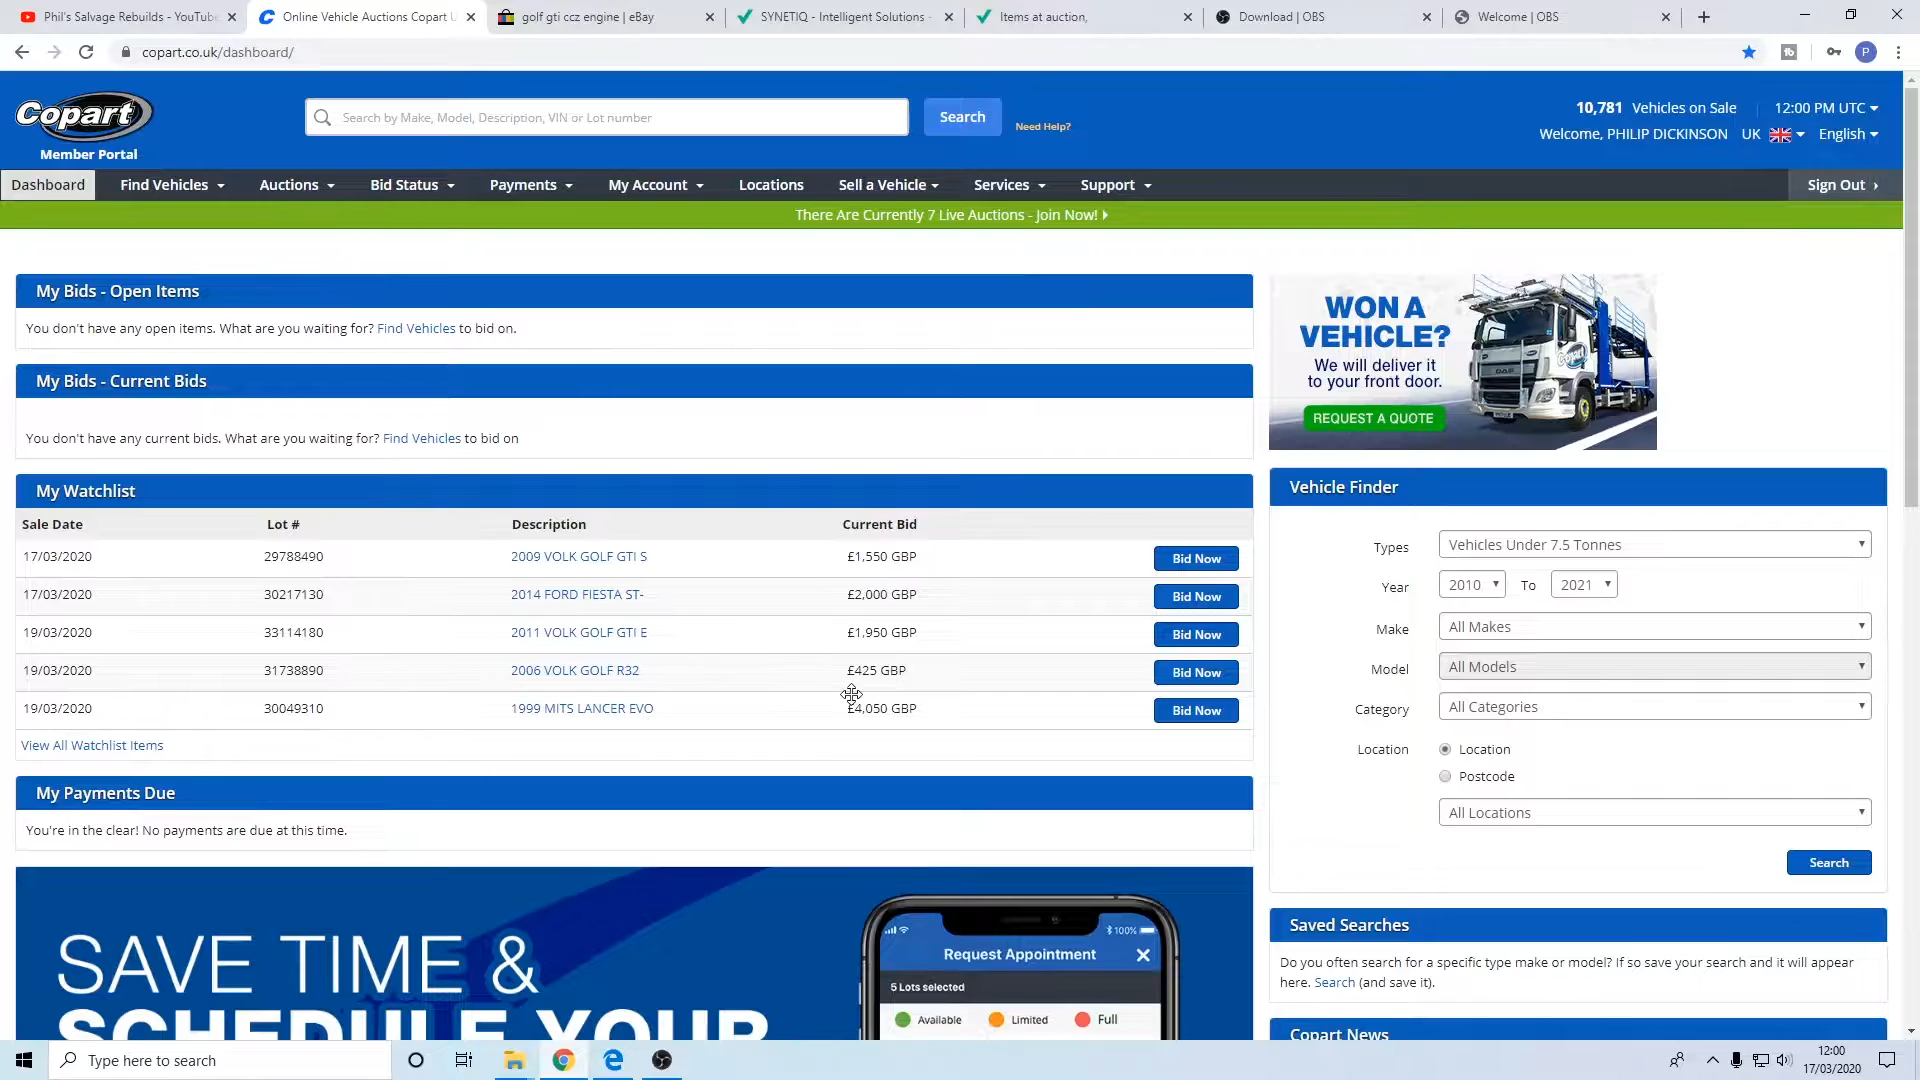 Phil's Salvage Rebuilds - YouTube
Online Vehicle Auctions Copart U
golf gti ccz engine | eBay
SYNETIQ - Intelligent Solutions -
Items at auction,
Download | OBS
Welcome | OBS
copart.co.uk/dashboard/
P
Copart
Member Portal
Search by Make, Model, Description, VIN or Lot number
Search
Need Help?
10,781 Vehicles on Sale
12:00 PM UTC
Welcome, PHILIP DICKINSON
UK
English
Dashboard
Find Vehicles
Auctions
Bid Status
Payments
My Account
Locations
Sell a Vehicle
Services
Support
Sign Out
There Are Currently 7 Live Auctions - Join Now!
My Bids - Open Items
You don't have any open items. What are you waiting for? Find Vehicles to bid on.
My Bids - Current Bids
You don't have any current bids. What are you waiting for? Find Vehicles to bid on
My Watchlist
Sale Date Lot # Description Current Bid
17/03/2020 29788490 2009 VOLK GOLF GTI S £1,550 GBP Bid Now
17/03/2020 30217130 2014 FORD FIESTA ST- £2,000 GBP Bid Now
19/03/2020 33114180 2011 VOLK GOLF GTI E £1,950 GBP Bid Now
19/03/2020 31738890 2006 VOLK GOLF R32 £425 GBP Bid Now
19/03/2020 30049310 1999 MITS LANCER EVO £4,050 GBP Bid Now
View All Watchlist Items
My Payments Due
You're in the clear! No payments are due at this time.
SAVE TIME &
SCHEDULE YOUR
100%
Request Appointment
5 Lots selected
Available
Limited
Full
WON A
VEHICLE?
We will deliver it
to your front door.
REQUEST A QUOTE
Copart
DAF
Vehicle Finder
Types Vehicles Under 7.5 Tonnes
Year 2010 To 2021
Make All Makes
Model All Models
Category All Categories
Location Location
Postcode
All Locations
Search
Saved Searches
Do you often search for a specific type make or model? If so save your search and it will appear
here. Search (and save it).
Copart News
Type here to search
12:00
17/03/2020